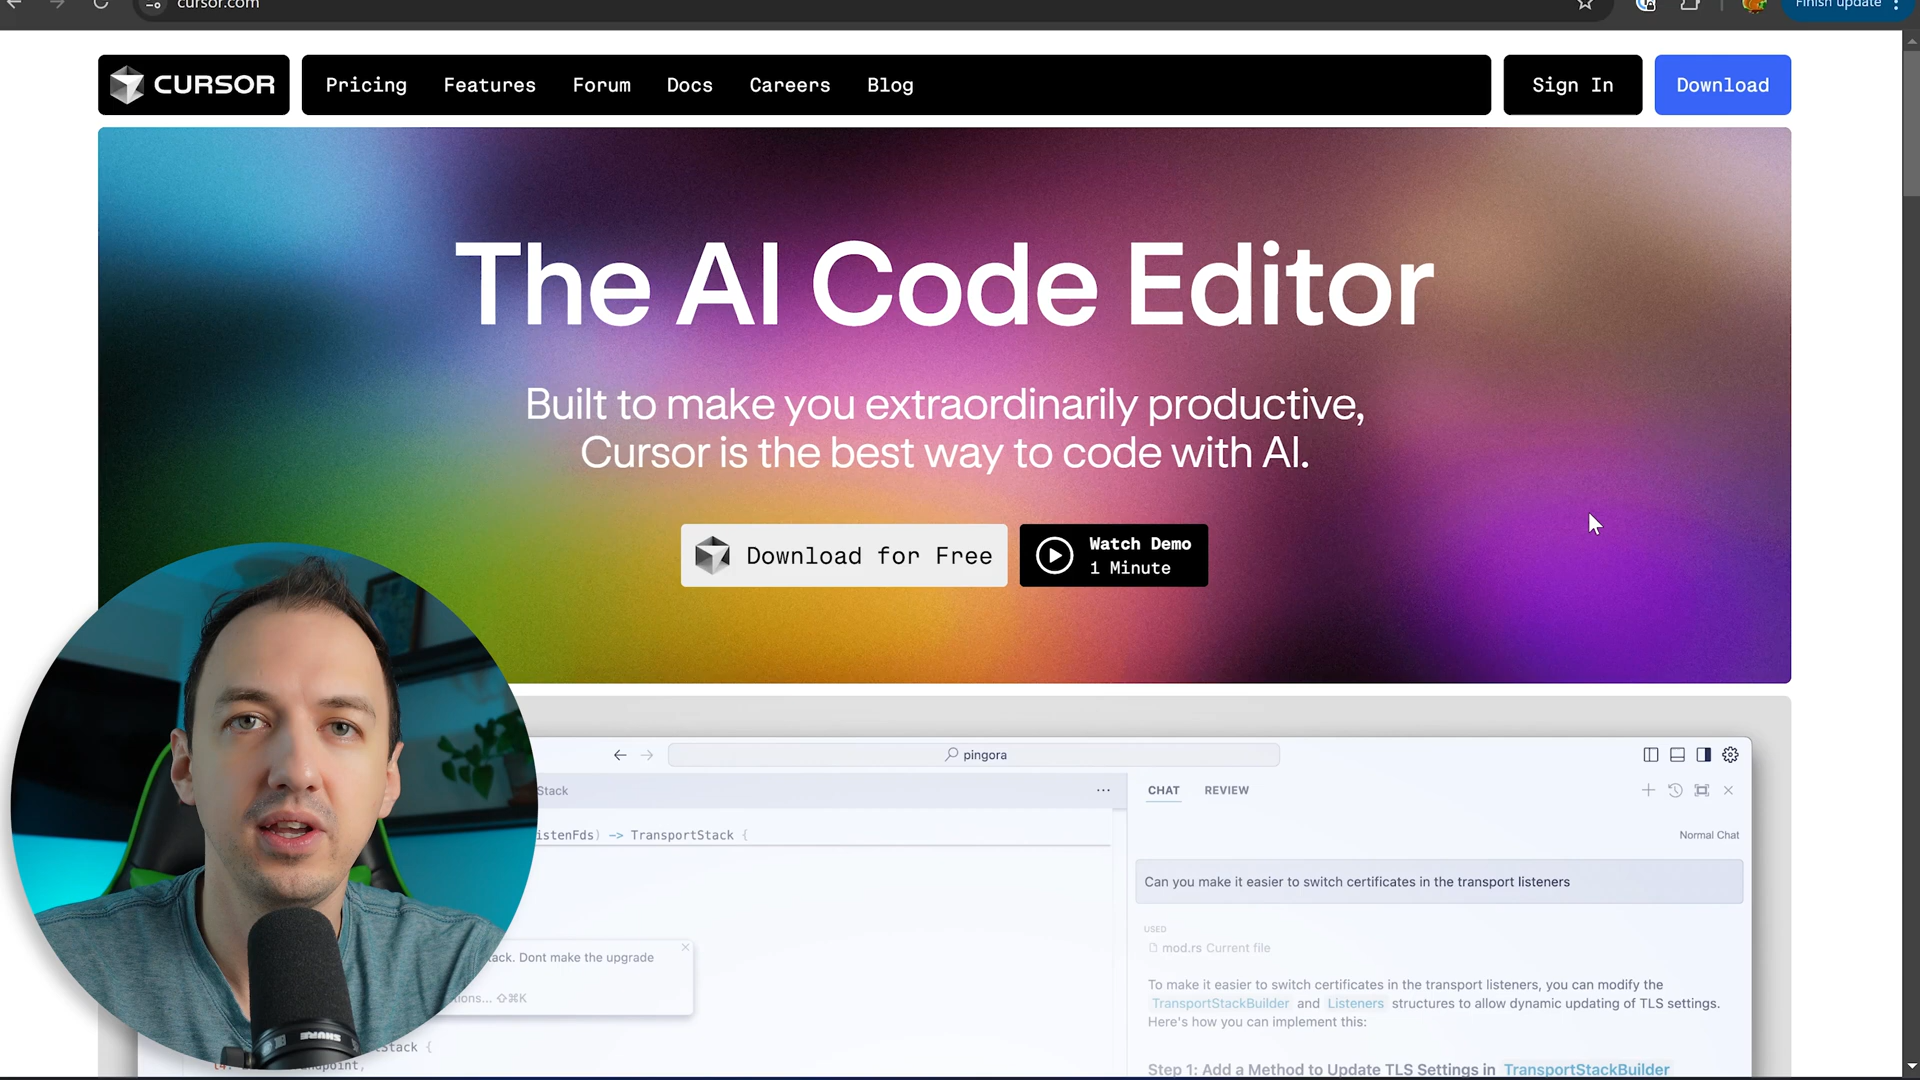 cursor.com
Finish update
CURSOR
Pricing
Features
Forum
Docs
Careers
Blog
Sign In
Download
The AI Code Editor
Built to make you extraordinarily productive,
Cursor is the best way to code with AI.
Download for Free
Watch Demo
1 Minute
pingora
Stack
CHAT
REVIEW
istenFds) -> TransportStack {
Normal Chat
Can you make it easier to switch certificates in the transport listeners
USED
mod.rs Current file
ack. Dont make the upgrade
ions... ⇧⌘K
To make it easier to switch certificates in the transport listeners, you can modify the
TransportStackBuilder and Listeners structures to allow dynamic updating of TLS settings.
Here's how you can implement this:
Stack {
Step 1: Add a Method to Update TLS Settings in TransportStackBuilder
SHURE